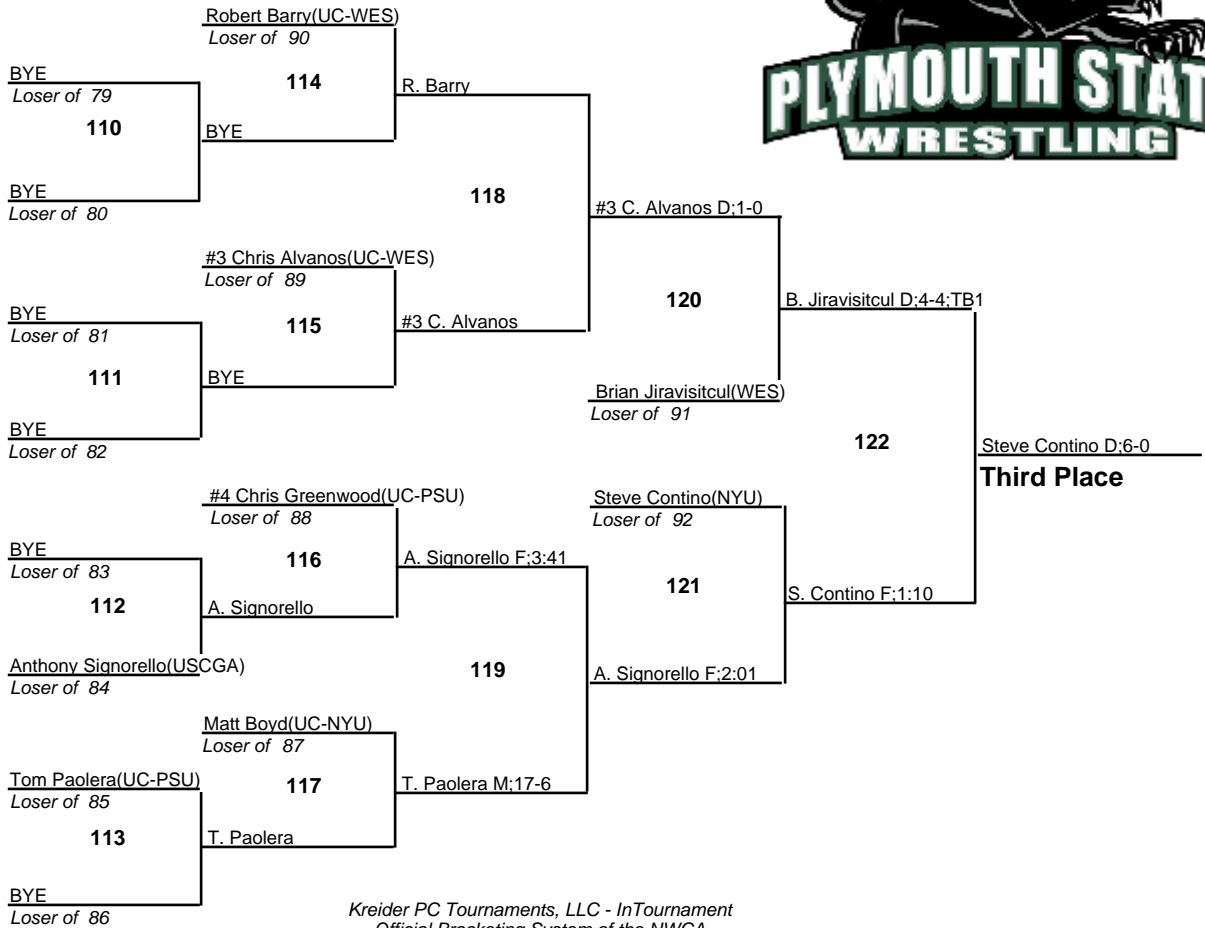 Robert Barry(UC-WES)
Loser of 90
BYE
Loser of 79
114
R. Barry
110
BYE
BYE
Loser of 80
118
#3 C. Alvanos D;1-0
#3 Chris Alvanos(UC-WES)
Loser of 89
BYE
Loser of 81
115
#3 C. Alvanos
120
B. Jiravisitcul D;4-4;TB1
111
BYE
Brian Jiravisitcul(WES)
Loser of 91
BYE
Loser of 82
122
Steve Contino D;6-0
Third Place
#4 Chris Greenwood(UC-PSU)
Loser of 88
Steve Contino(NYU)
Loser of 92
BYE
Loser of 83
116
A. Signorello F;3:41
112
A. Signorello
121
S. Contino F;1:10
Anthony Signorello(USCGA)
Loser of 84
119
A. Signorello F;2:01
Matt Boyd(UC-NYU)
Loser of 87
Tom Paolera(UC-PSU)
Loser of 85
117
T. Paolera M;17-6
113
T. Paolera
BYE
Loser of 86
Kreider PC Tournaments, LLC - InTournament
Official Bracketing System of the NWCA
PLYMOUTH STAT
WRESTLING